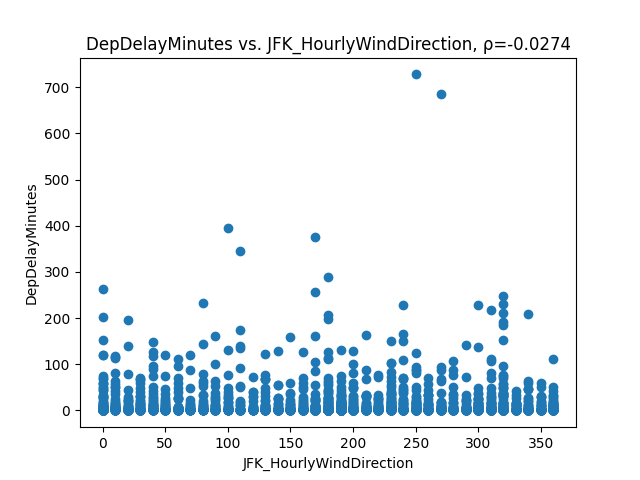 DepDelayMinutes vs. JFK_HourlyWindDirection, ρ=-0.0274
700
600
500
400
300
200
100
0
DepDelayMinutes
0 50 100 150 200 250 300 350
JFK_HourlyWindDirection